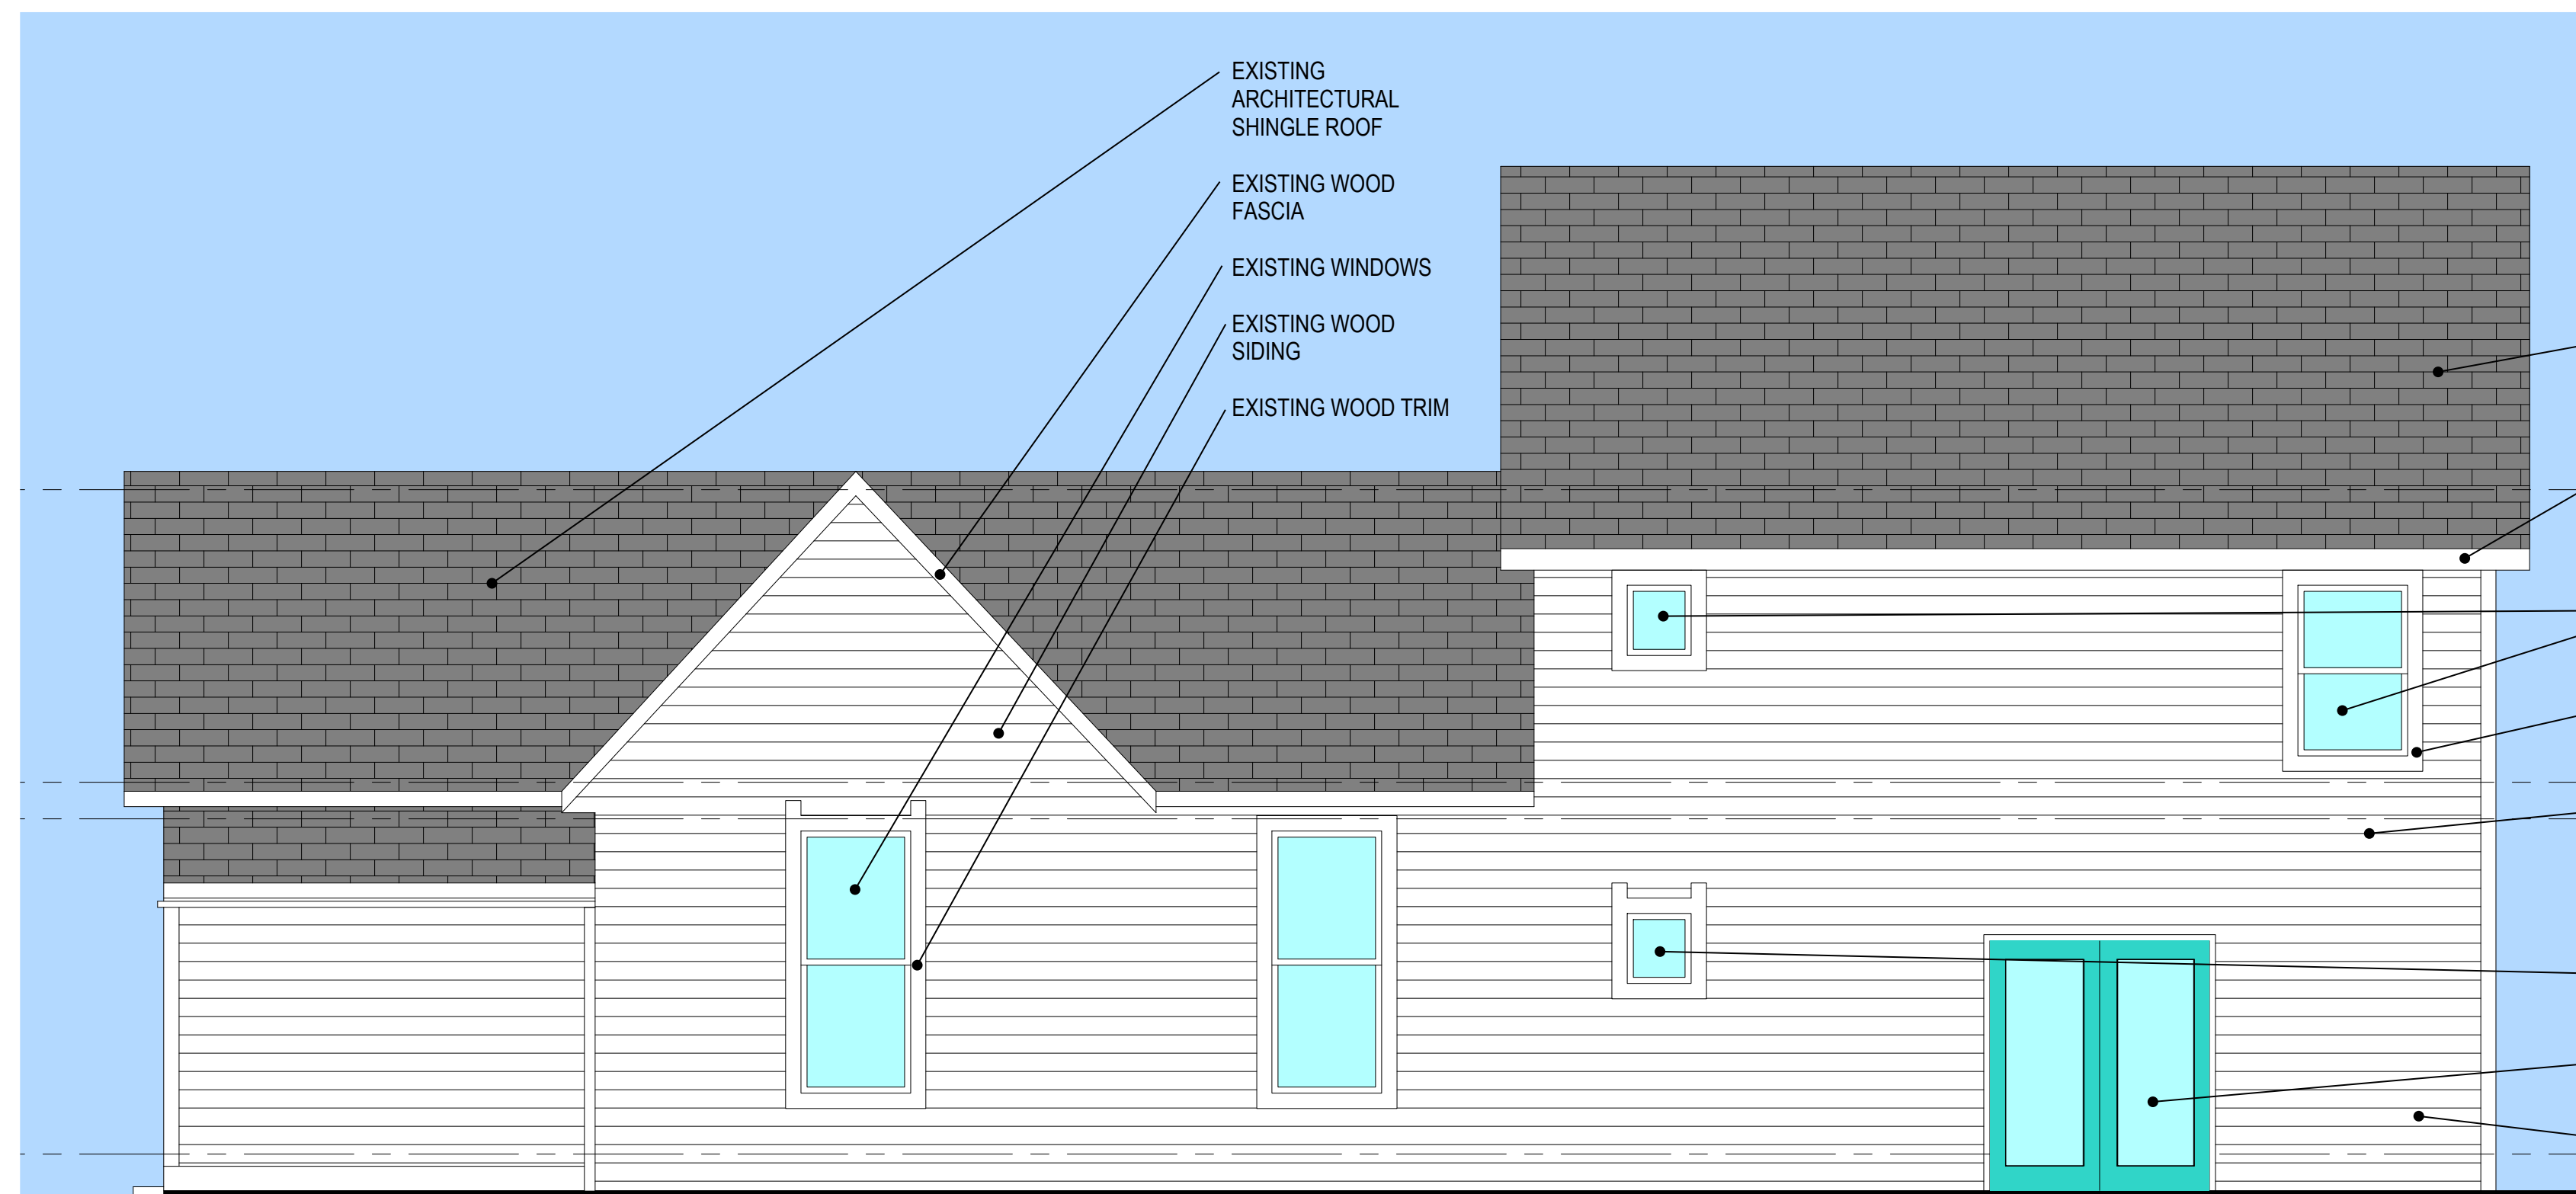 EXISTING
ARCHITECTURAL
SHINGLE ROOF
EXISTING WOOD
FASCIA
EXISTING WINDOWS
EXISTING WOOD
SIDING
EXISTING WOOD TRIM